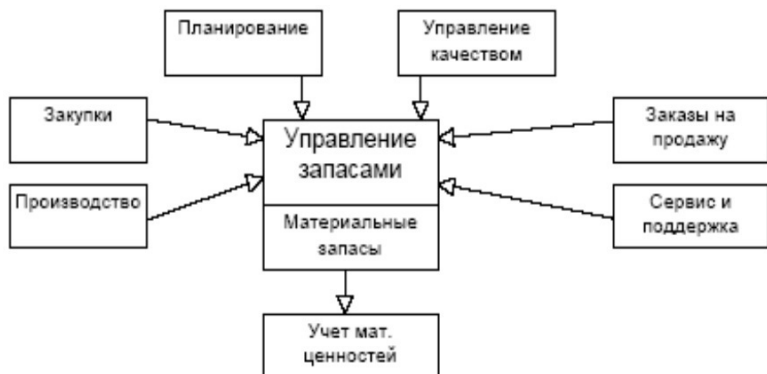 Планирование
Управление
качеством
Закупки
Управление
запасами
Заказы на
продажу
Производство
Сервис и
поддержка
Материальные
запасы
Учет мат.
ценностей